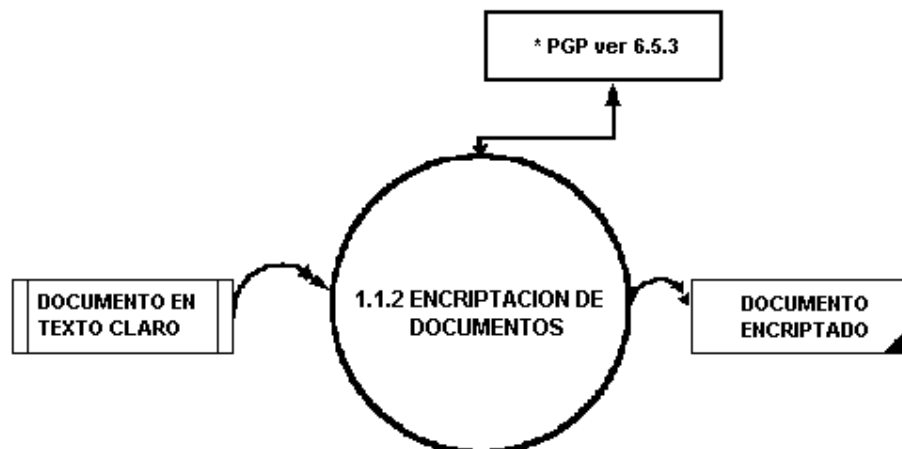 * PGP ver 6.5.3
DOCUMENTO EN
TEXTO CLARO
1.1.2 ENCRIPTACION DE
DOCUMENTOS
DOCUMENTO
ENCRIPTADO